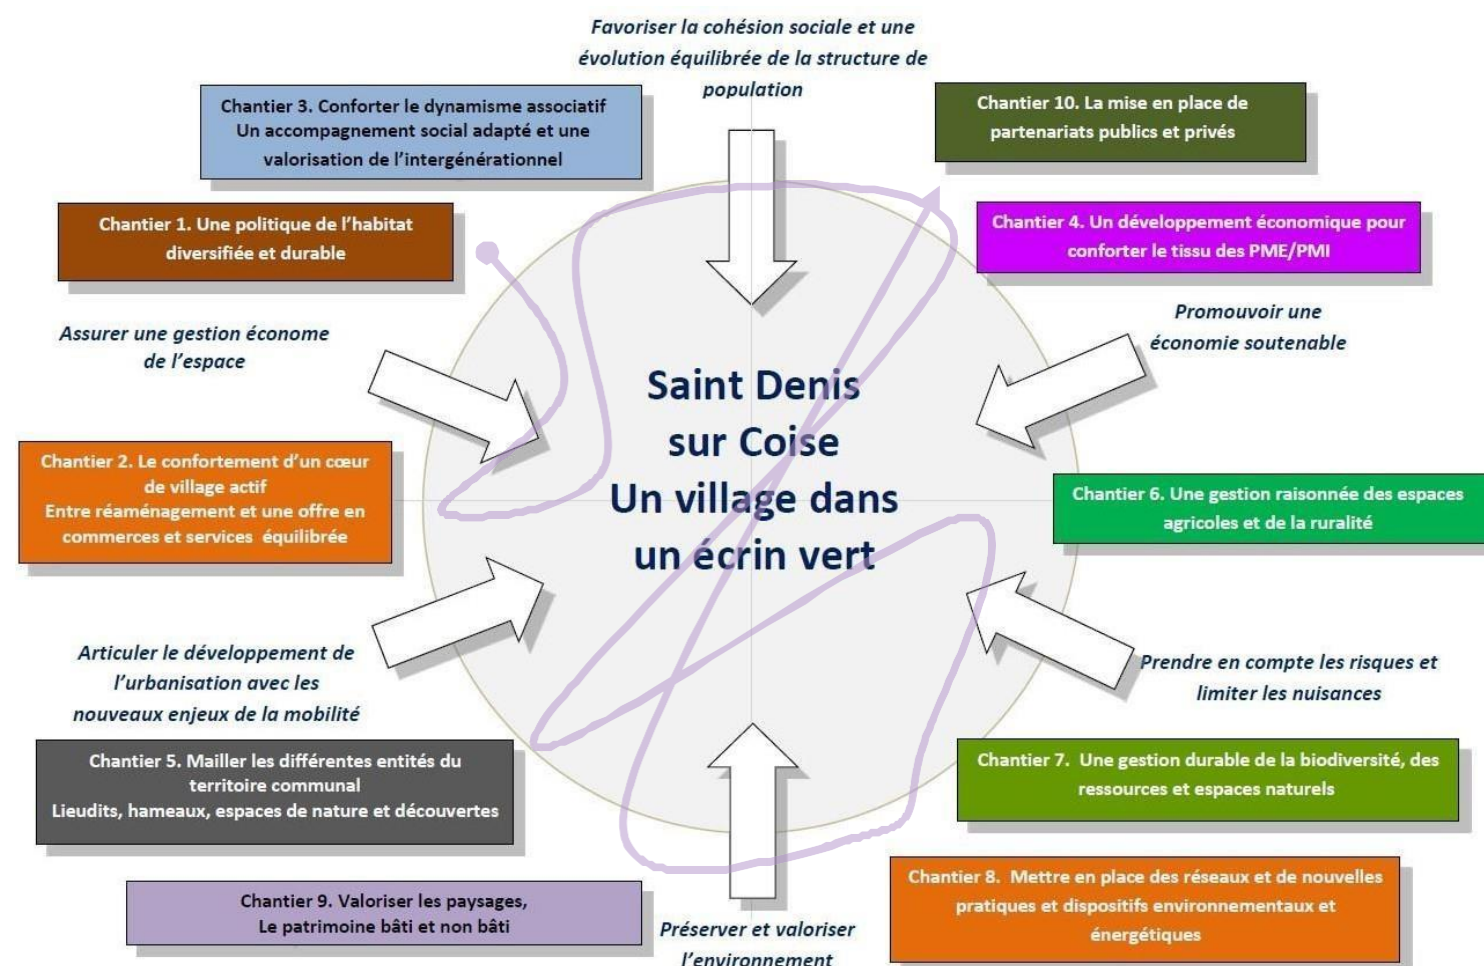 Favoriser la cohésion sociale et une
évolution équilibrée de la structure de
population
Chantier 3. Conforter le dynamisme associatif
Un accompagnement social adapté et une
valorisation de l'intergénérationnel
Chantier 10. La mise en place de
partenariats publics et privés
Chantier 1. Une politique de l'habitat
diversifiée et durable
Chantier 4. Un développement économique pour
conforter le tissu des PME/PMI
Assurer une gestion économe
de l'espace
Promouvoir une
économie soutenable
Saint Denis
sur Coise
Un village dans
un écrin vert
Chantier 2. Le confortement d'un cœur
de village actif
Entre réaménagement et une offre en
commerces et services équilibrée
Chantier 6. Une gestion raisonnée des espaces
agricoles et de la ruralité
Articuler le développement de
l'urbanisation avec les
nouveaux enjeux de la mobilité
Prendre en compte les risques et
limiter les nuisances
Chantier 5. Mailler les différentes entités du
territoire communal
Lieudits, hameaux, espaces de nature et découvertes
Chantier 7. Une gestion durable de la biodiversité, des
ressources et espaces naturels
Chantier 9. Valoriser les paysages,
Le patrimoine bâti et non bâti
Préserver et valoriser
l'environnement
Chantier 8. Mettre en place des réseaux et de nouvelles
pratiques et dispositifs environnementaux et
énergétiques